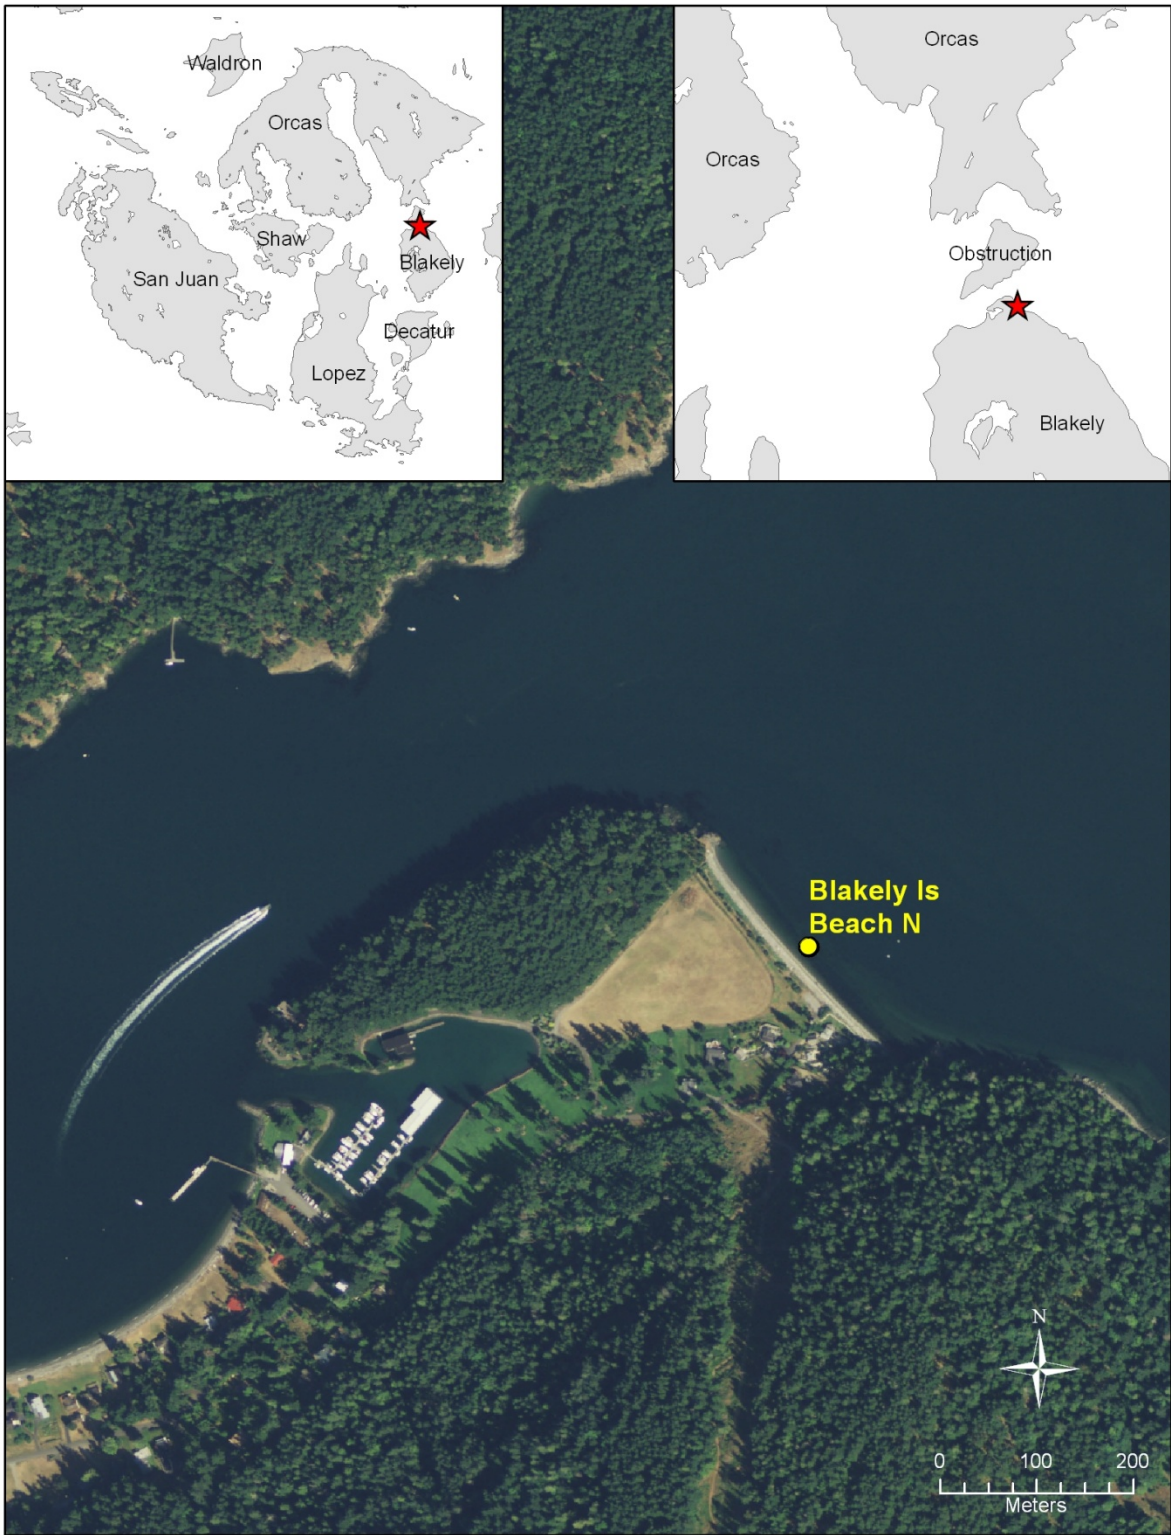 Waldron
Orcas
Shaw
San Juan
Blakely
Decatur
Lopez
Orcas
Orcas
Obstruction
Blakely
Blakely Is
Beach N
N
0 100 200
Meters